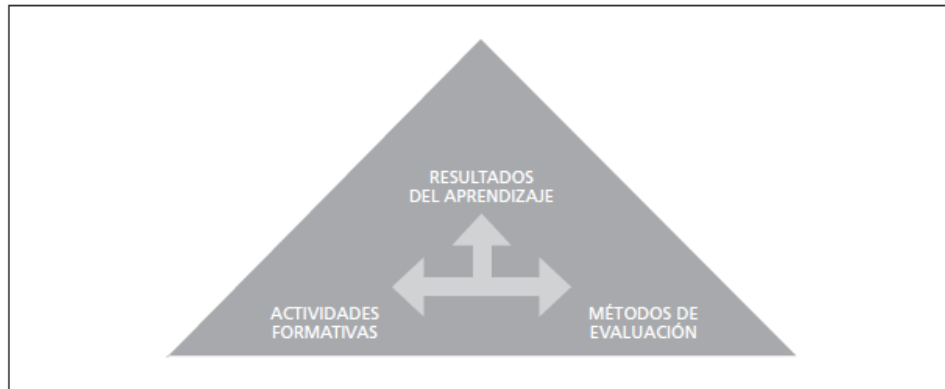 RESULTADOS
DEL APRENDIZAJE
ACTIVIDADES
FORMATIVAS
MÉTODOS DE
EVALUACIÓN